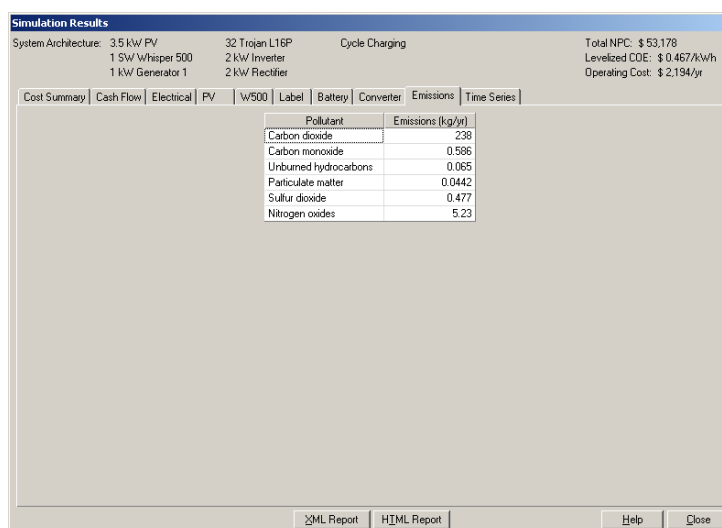 Simulation Results
System Architecture: 3.5 kW PV 32 Trojan L16P Cycle Charging Total NPC: $ 53,178
1 SW Whisper 500 2 kW Inverter Levelized COE: $ 0.467/kWh
1 kW Generator 1 2 kW Rectifier Operating Cost: $ 2,194/yr
Cost Summary Cash Flow Electrical PV W500 Label Battery Converter Emissions Time Series
Pollutant Emissions (kg/yr)
Carbon dioxide 238
Carbon monoxide 0.586
Unburned hydrocarbons 0.065
Particulate matter 0.0442
Sulfur dioxide 0.477
Nitrogen oxides 5.23
XML Report HTML Report Help Close